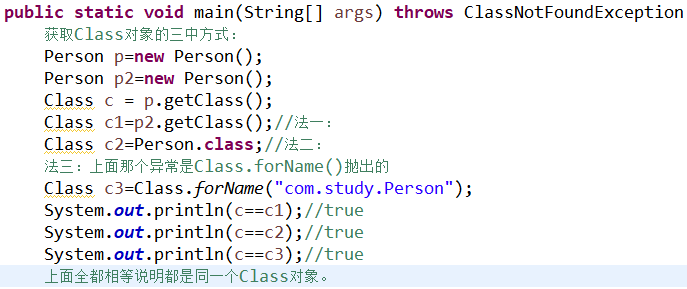 public static void main(String[] args) throws ClassNotFoundException
获取Class对象的三中方式：
Person p=new Person();
Person p2=new Person();
Class c = p.getClass();
Class c1=p2.getClass();//法一：
Class c2=Person.class;//法二：
法三：上面那个异常是Class.forName()抛出的
Class c3=Class.forName("com.study.Person");
System.out.println(c==c1);//true
System.out.println(c==c2);//true
System.out.println(c==c3);//true
上面全都相等说明都是同一个Class对象。